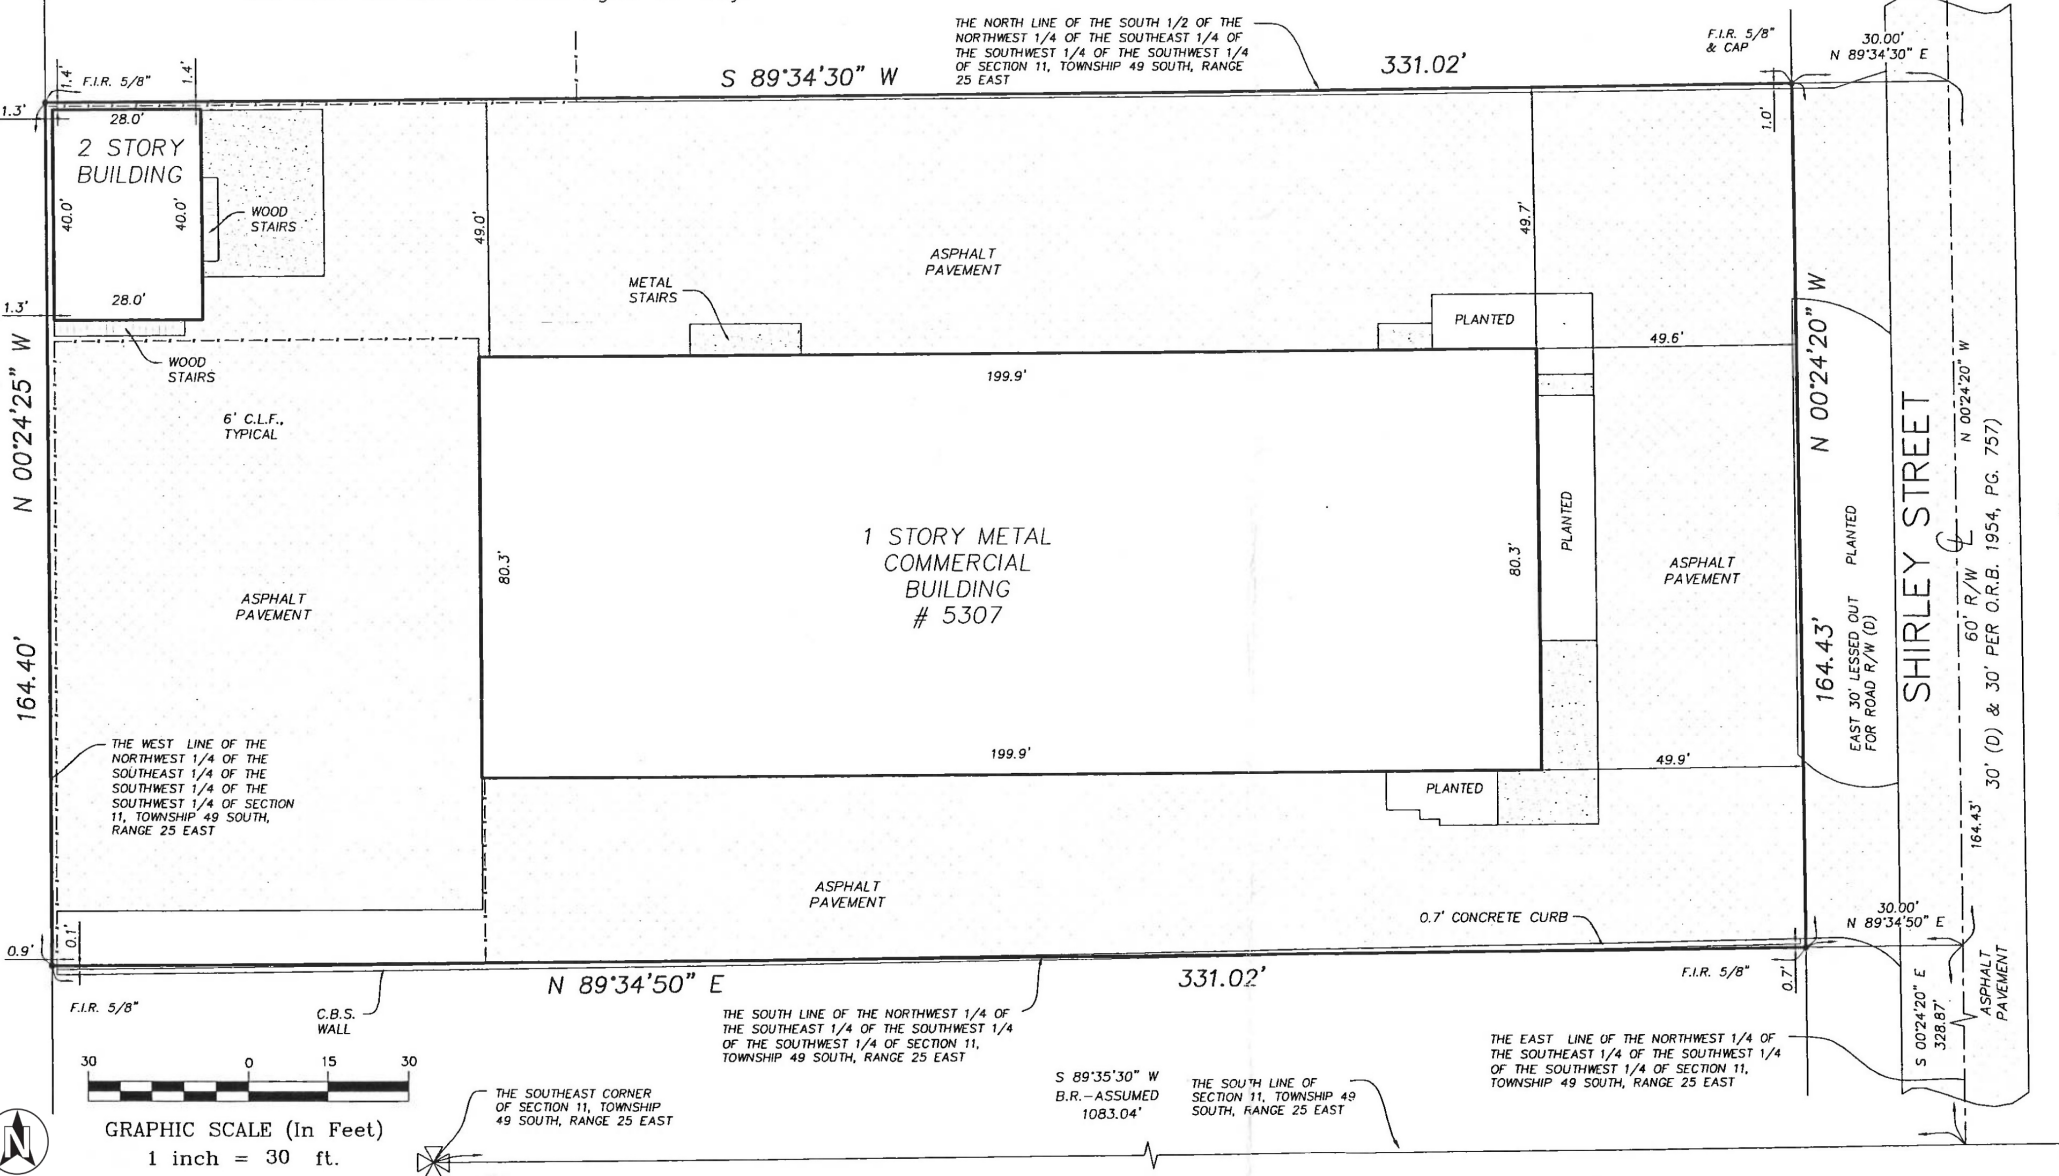 THE NORTH LINE OF THE SOUTH 1/2 OF THE
NORTHWEST 1/4 OF THE SOUTHEAST 1/4 OF
THE SOUTHWEST 1/4 OF THE SOUTHWEST 1/4
OF SECTION 11, TOWNSHIP 49 SOUTH, RANGE
25 EAST
S 89°34'30" W
331.02'
F.I.R. 5/8"
& CAP
30.00'
N 89°34'30" E
1.4'
F.I.R. 5/8"
1.4'
1.3'
28.0'
2 STORY
BUILDING
40.0'
40.0'
WOOD
STAIRS
28.0'
1.3'
WOOD
STAIRS
49.0'
METAL
STAIRS
ASPHALT
PAVEMENT
49.7'
1.0'
PLANTED
49.6'
N 00°24'25" W
164.40'
6' C.L.F.,
TYPICAL
ASPHALT
PAVEMENT
199.9'
80.3'
1 STORY METAL
COMMERCIAL
BUILDING
# 5307
80.3'
199.9'
PLANTED
ASPHALT
PAVEMENT
49.9'
PLANTED
N 00°24'20" W
164.43'
EAST 30' LESSED OUT
FOR ROAD R/W (D)
PLANTED
SHIRLEY STREET
N 00°24'20" W
60' R/W
30' (D) & 30' PER O.R.B. 1954, PG. 757)
164.43'
THE WEST LINE OF THE
NORTHWEST 1/4 OF THE
SOUTHEAST 1/4 OF THE
SOUTHWEST 1/4 OF THE
SOUTHWEST 1/4 OF SECTION
11, TOWNSHIP 49 SOUTH,
RANGE 25 EAST
ASPHALT
PAVEMENT
0.7' CONCRETE CURB
30.00'
N 89°34'50" E
0.9'
0.1'
F.I.R. 5/8"
C.B.S.
WALL
N 89°34'50" E
331.02'
F.I.R. 5/8"
0.7'
S 00°24'20" E
328.87'
ASPHALT
PAVEMENT
THE SOUTH LINE OF THE NORTHWEST 1/4 OF
THE SOUTHEAST 1/4 OF THE SOUTHWEST 1/4
OF THE SOUTHWEST 1/4 OF SECTION 11,
TOWNSHIP 49 SOUTH, RANGE 25 EAST
THE EAST LINE OF THE NORTHWEST 1/4 OF
THE SOUTHEAST 1/4 OF THE SOUTHWEST 1/4
OF THE SOUTHWEST 1/4 OF SECTION 11,
TOWNSHIP 49 SOUTH, RANGE 25 EAST
30 0 15 30
GRAPHIC SCALE (In Feet)
1 inch = 30 ft.
N
THE SOUTHEAST CORNER
OF SECTION 11, TOWNSHIP
49 SOUTH, RANGE 25 EAST
S 89°35'30" W
B.R.-ASSUMED
1083.04'
THE SOUTH LINE OF
SECTION 11, TOWNSHIP 49
SOUTH, RANGE 25 EAST